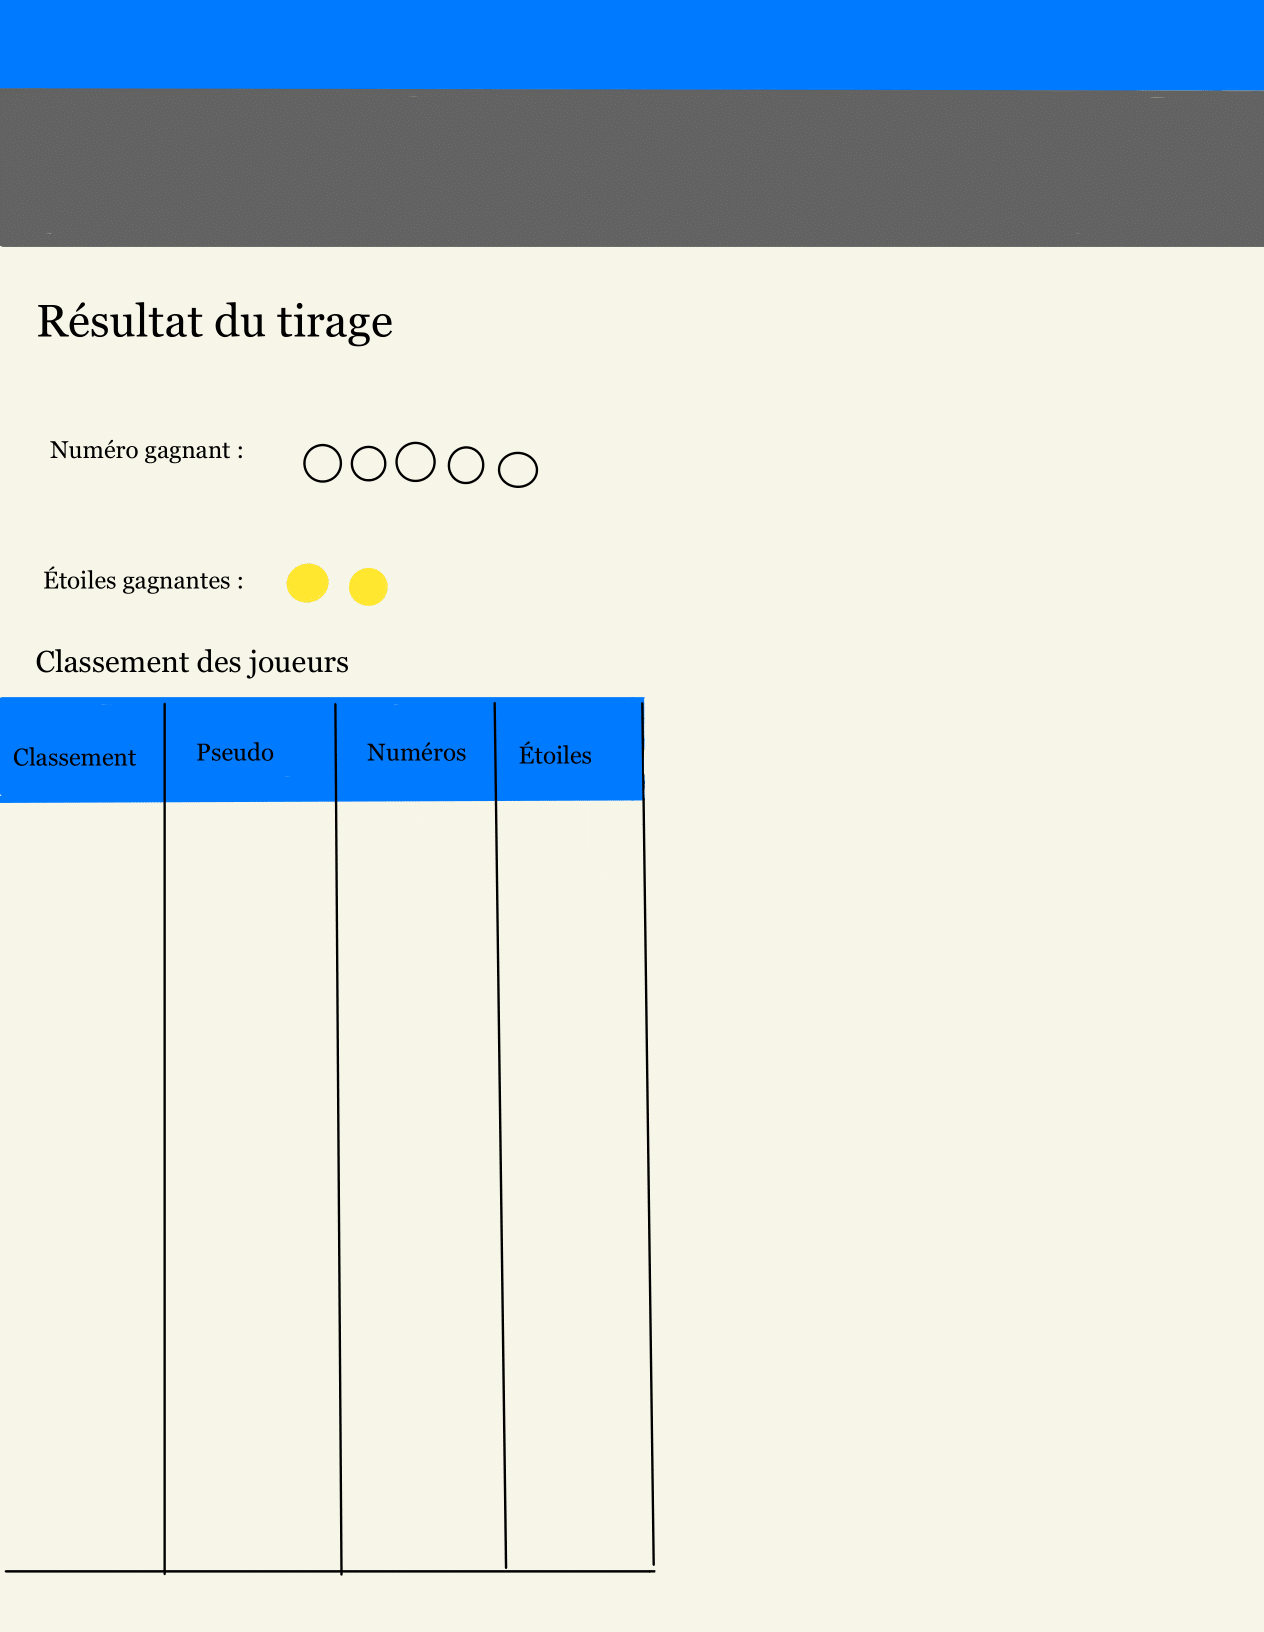 Résultat du tirage
Numéro gagnant :
Étoiles gagnantes :
Classement des joueurs
Classement Pseudo Numéros Étoiles